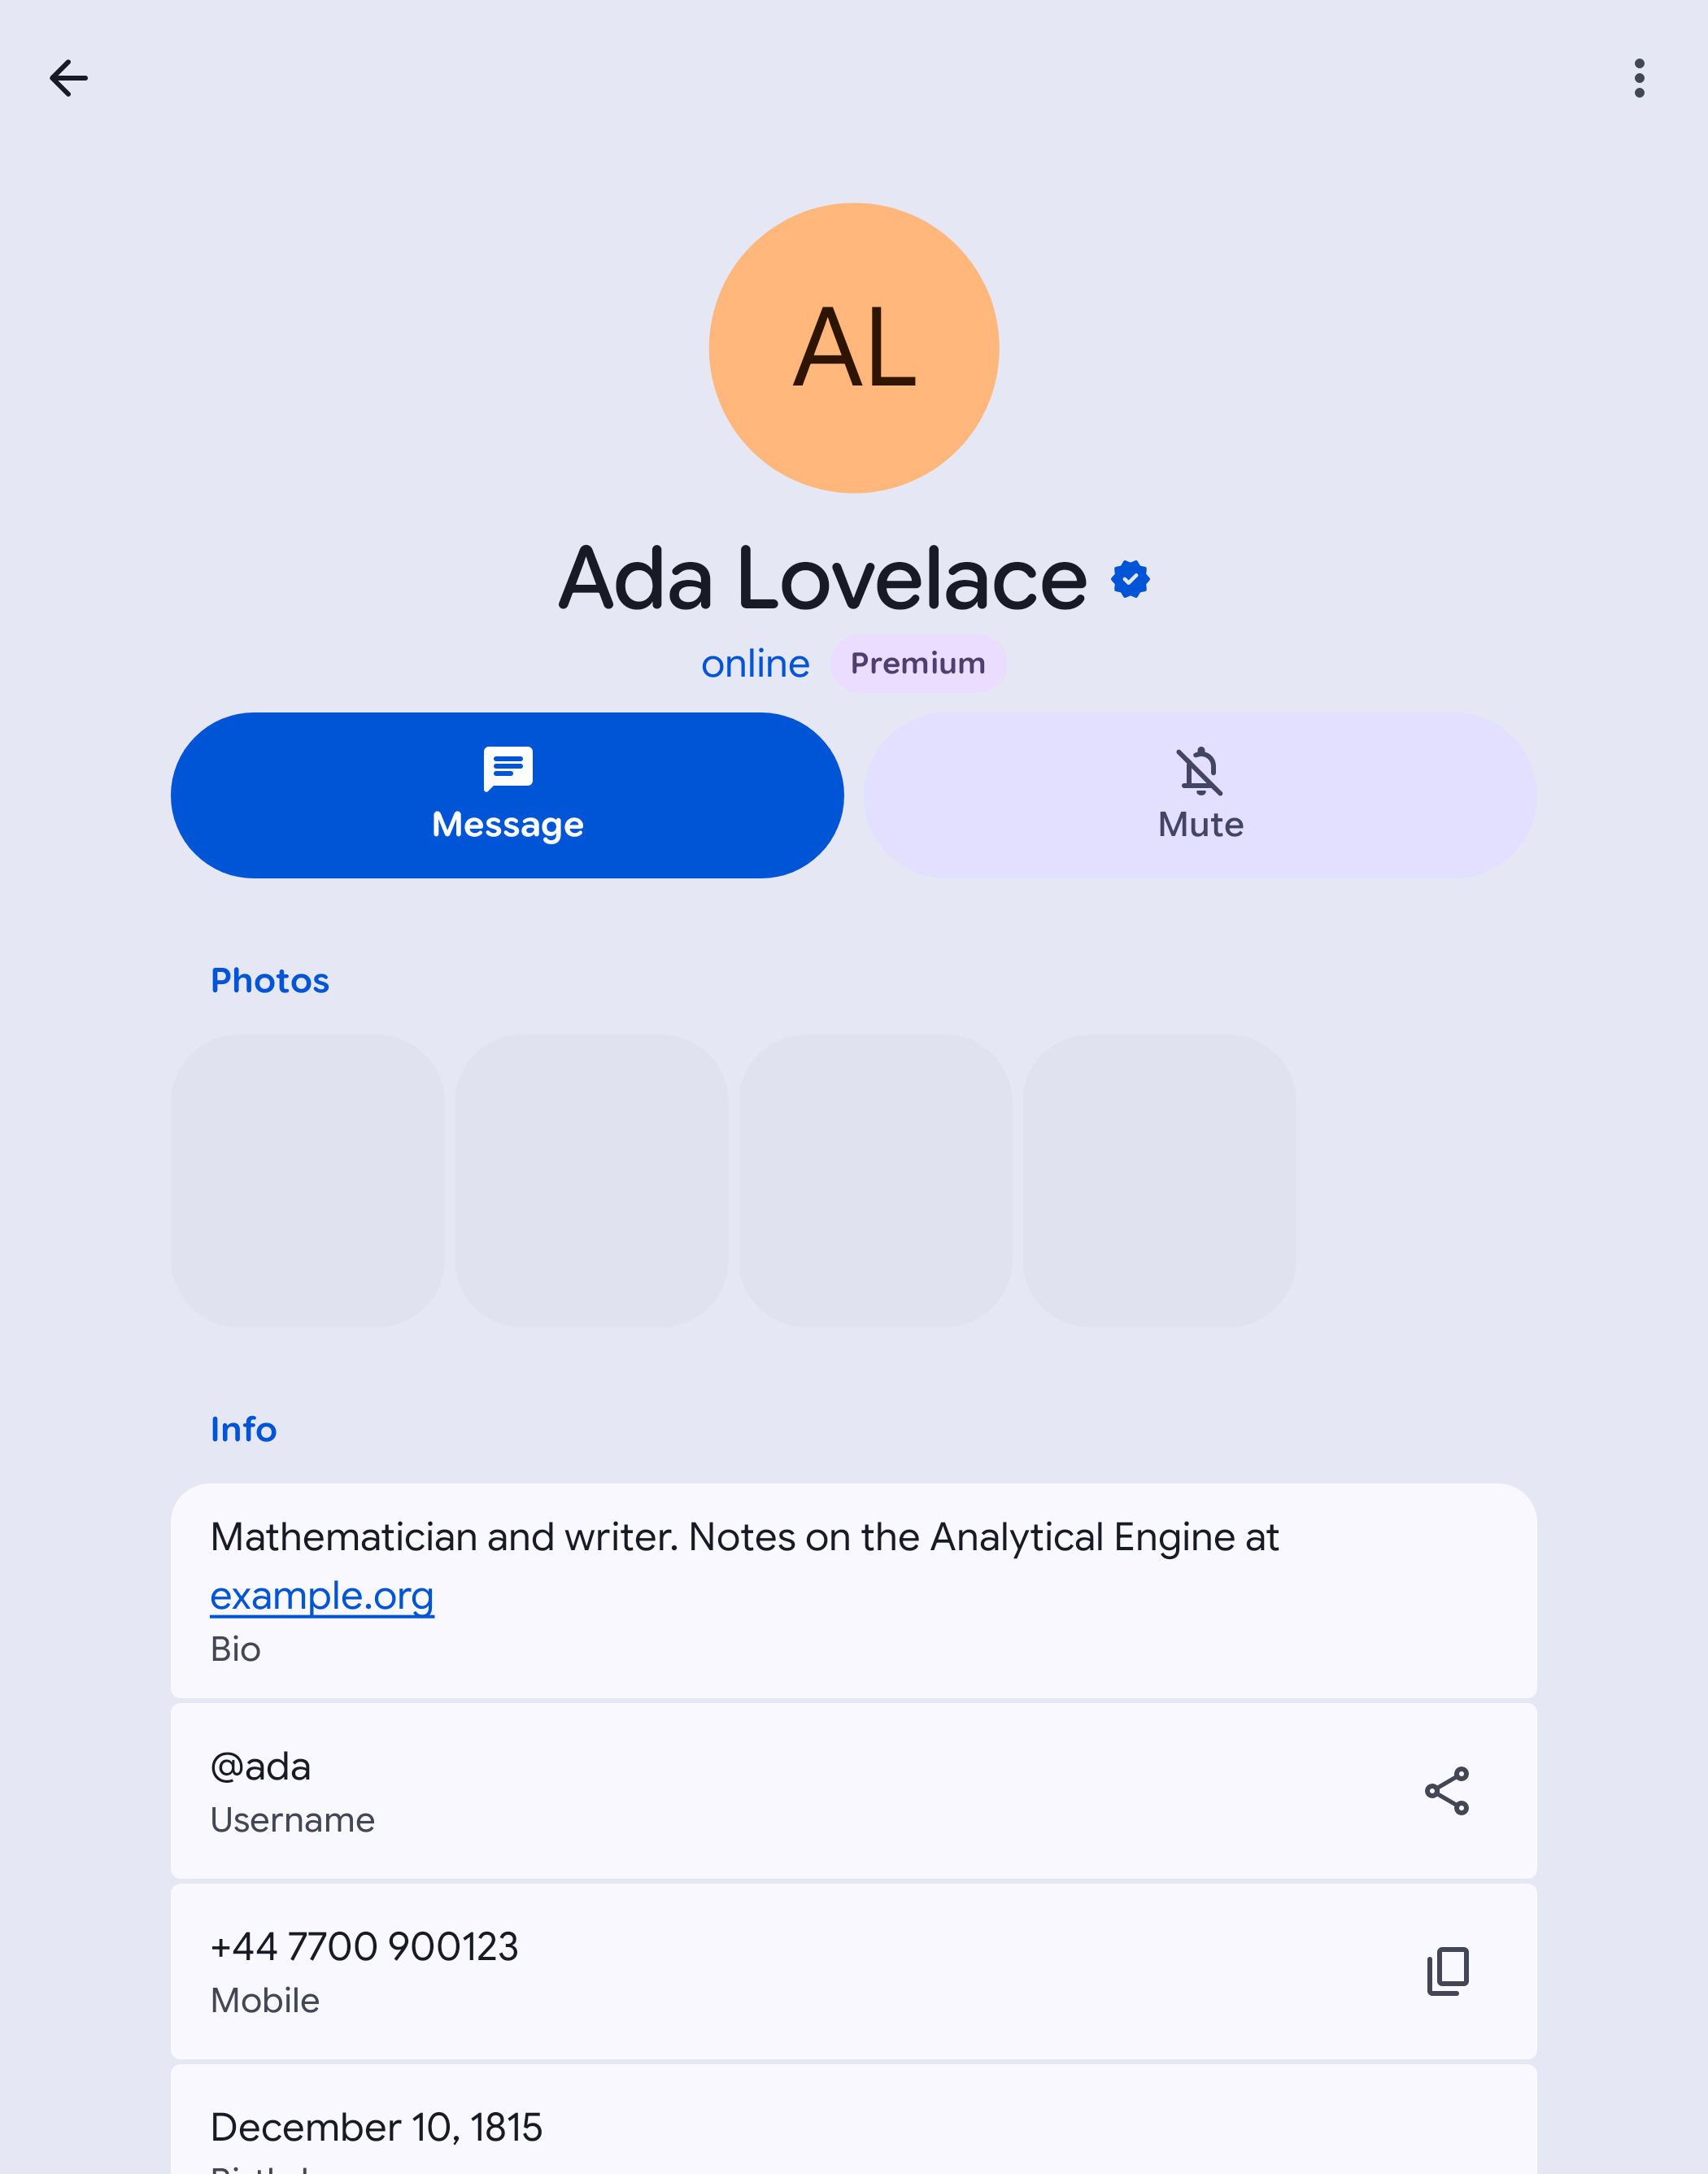 AL
Ada Lovelace
online Premium
Message
Mute
Photos
Info
Mathematician and writer. Notes on the Analytical Engine at
example.org
Bio
@ada
Username
+44 7700 900123
Mobile
December 10, 1815